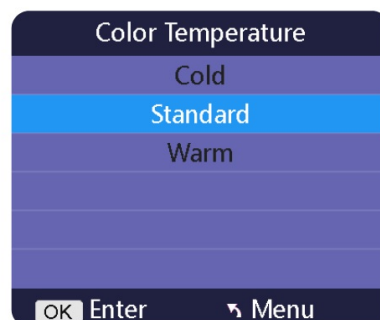 Color Temperature
Cold
Standard
Warm
OK Enter Menu